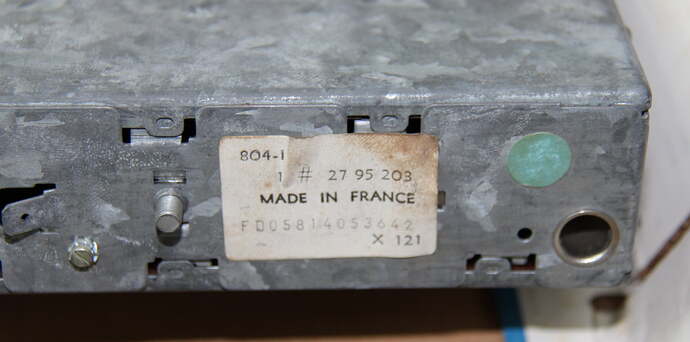 804-1
1 # 27 95 203
MADE IN FRANCE
FD05814053642
X 121